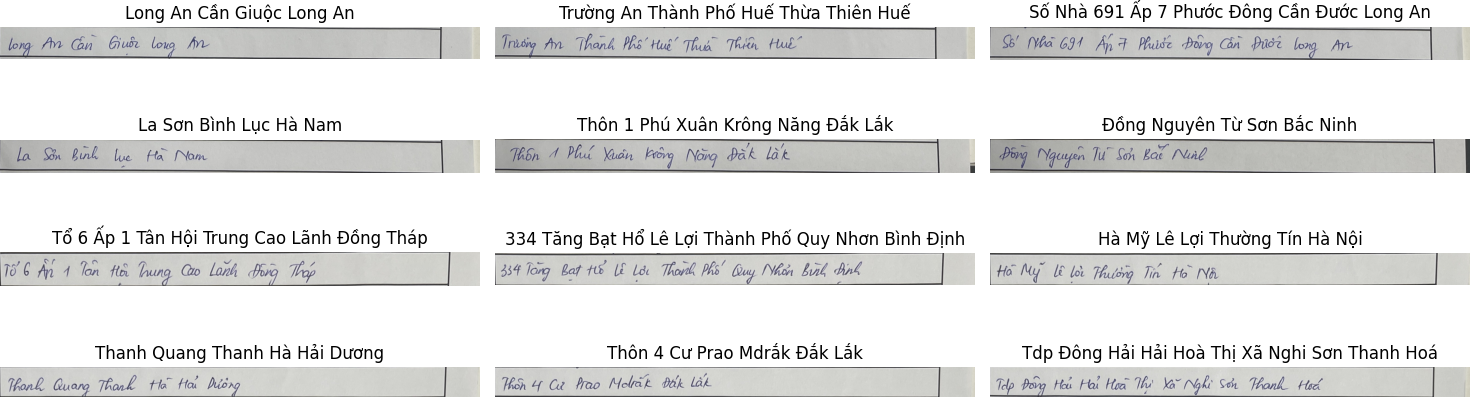 Long An Cần Giuộc Long An
Trường An Thành Phố Huế Thừa Thiên Huế
Số Nhà 691 Ấp 7 Phước Đông Cần Đước Long An
Long An Cần Giuộc Long An
Trường An Thành Phố Huế Thừa Thiên Huế
Số Nhà 691 Ấp 7 Phước Đông Cần Đước Long An
La Sơn Bình Lục Hà Nam
Thôn 1 Phú Xuân Krông Năng Đắk Lắk
Đồng Nguyên Từ Sơn Bắc Ninh
La Sơn Bình Lục Hà Nam
Thôn 1 Phú Xuân Krông Năng Đắk Lắk
Đồng Nguyên Từ Sơn Bắc Ninh
Tổ 6 Ấp 1 Tân Hội Trung Cao Lãnh Đồng Tháp
334 Tăng Bạt Hổ Lê Lợi Thành Phố Quy Nhơn Bình Định
Hà Mỹ Lê Lợi Thường Tín Hà Nội
Tổ 6 Ấp 1 Tân Hội Trung Cao Lãnh Đồng Tháp
334 Tăng Bạt Hổ Lê Lợi Thành Phố Quy Nhơn Bình Định
Hà Mỹ Lê Lợi Thường Tín Hà Nội
Thanh Quang Thanh Hà Hải Dương
Thôn 4 Cư Prao Mdrắk Đắk Lắk
Tdp Đông Hải Hải Hoà Thị Xã Nghi Sơn Thanh Hoá
Thanh Quang Thanh Hà Hải Dương
Thôn 4 Cư Prao Mdrắk Đắk Lắk
Tdp Đông Hải Hải Hoà Thị Xã Nghi Sơn Thanh Hoá